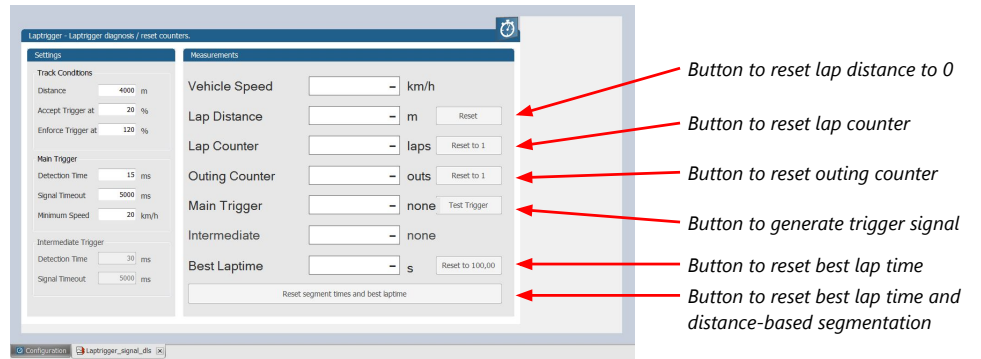 Laptrigger - Laptrigger diagnosis / reset counters.
Settings
Track Conditions
Distance 4000 m
Accept Trigger at 20 %
Enforce Trigger at 120 %
Main Trigger
Detection Time 15 ms
Signal Timeout 5000 ms
Minimum Speed 20 km/h
Intermediate Trigger
Detection Time 30 ms
Signal Timeout 5000 ms
Measurements
Vehicle Speed – km/h
Lap Distance – m Reset
Lap Counter – laps Reset to 1
Outing Counter – outs Reset to 1
Main Trigger – none Test Trigger
Intermediate – none
Best Laptime – s Reset to 100,00
Reset segment times and best laptime
Button to reset lap distance to 0
Button to reset lap counter
Button to reset outing counter
Button to generate trigger signal
Button to reset best lap time
Button to reset best lap time and
distance-based segmentation
Configuration Laptrigger_signal_dls